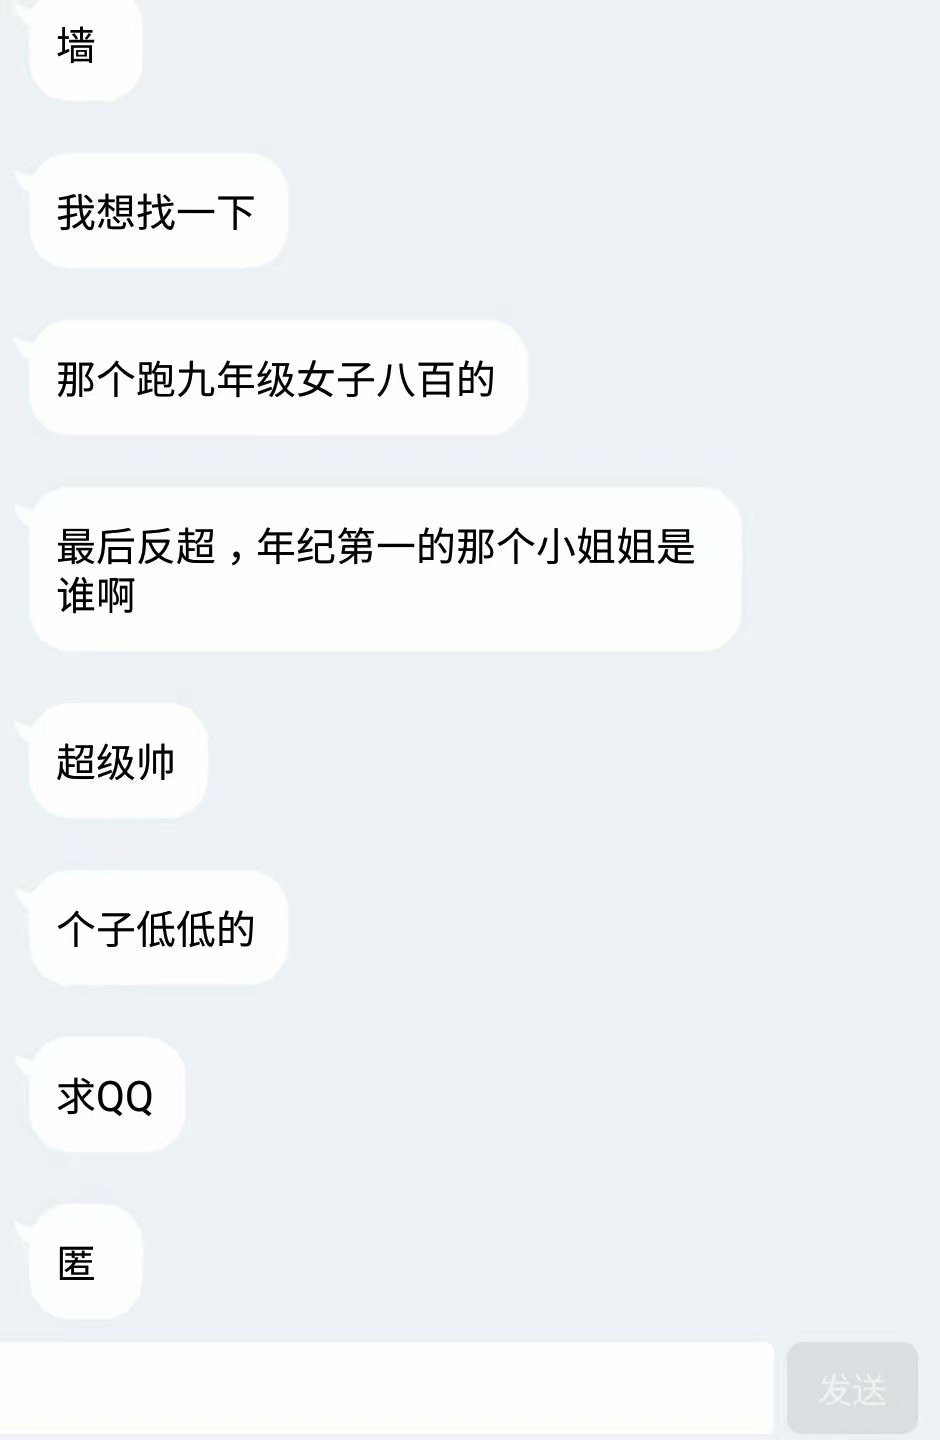 墙
我想找一下
那个跑九年级女子八百的
最后反超，年纪第一的那个小姐姐是
谁啊
超级帅
个子低低的
求QQ
匿
发送